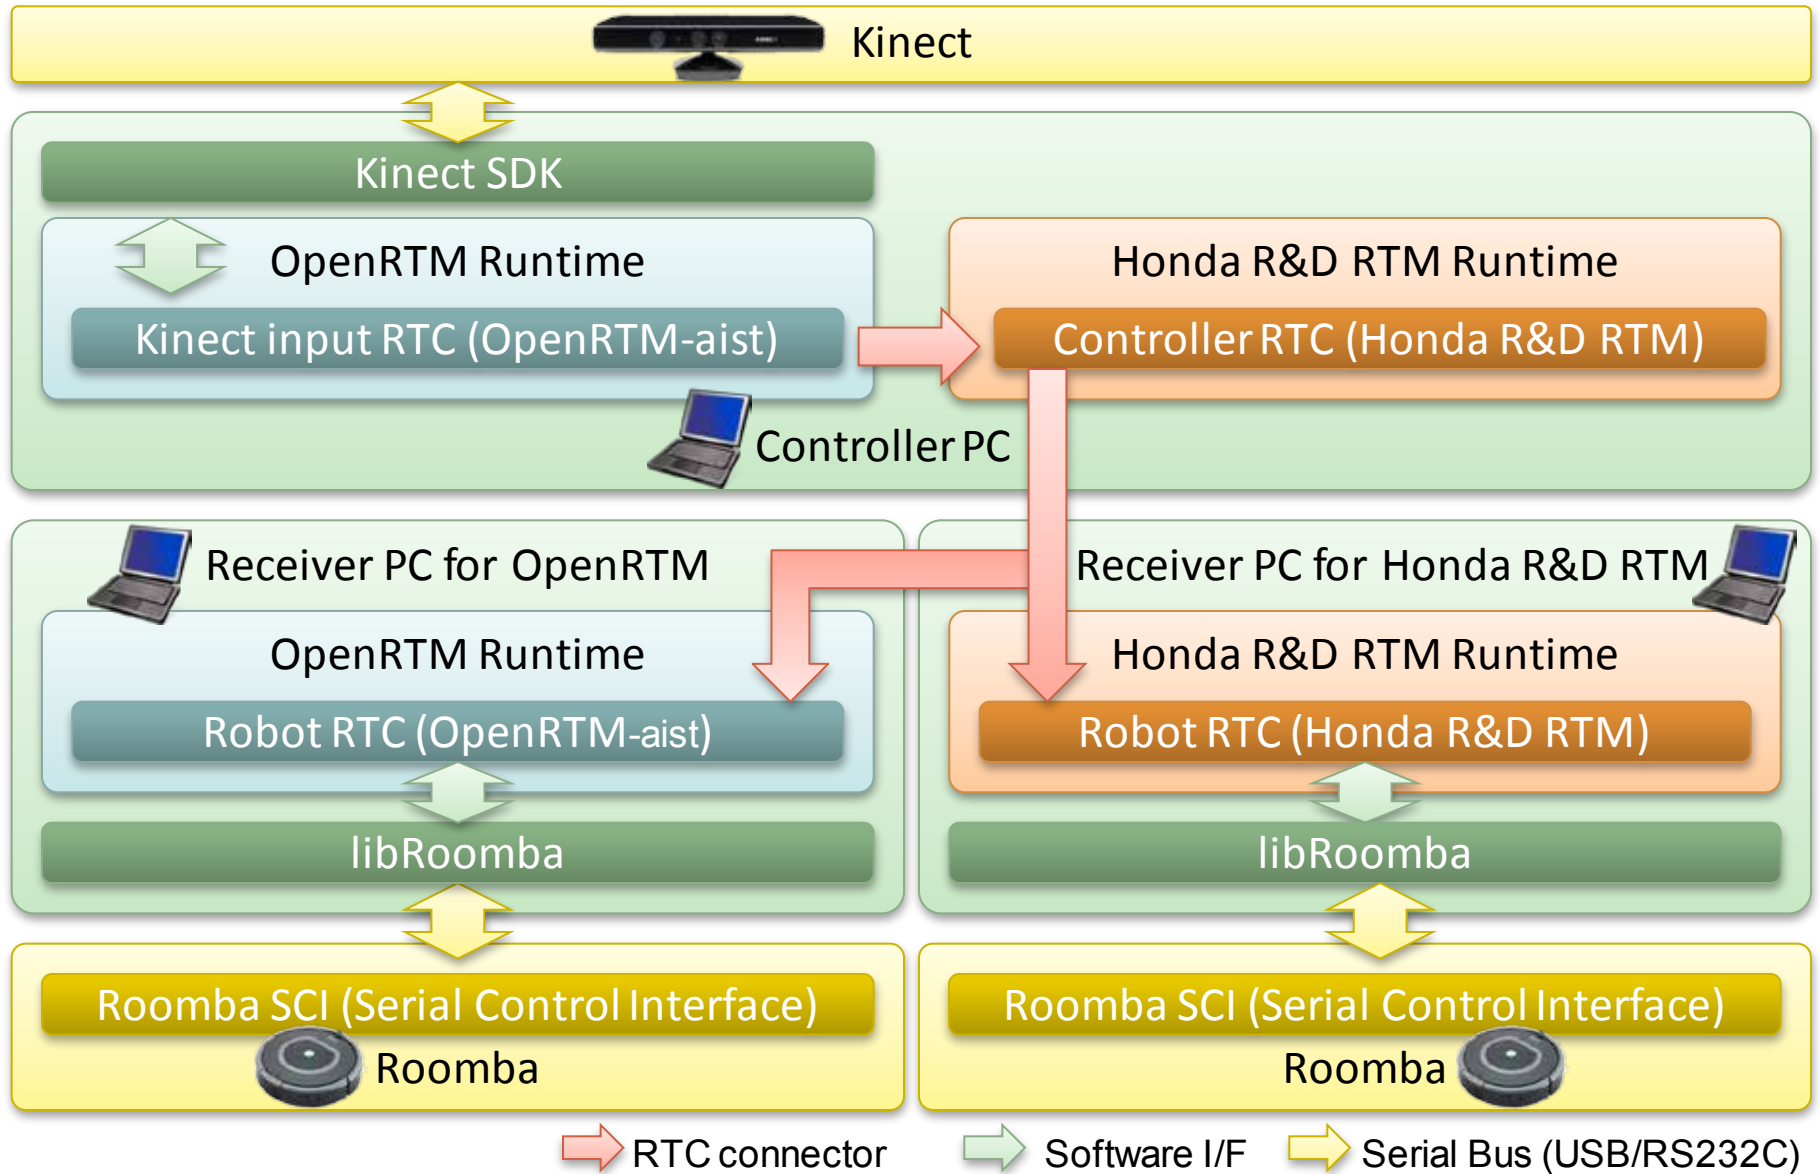 Kinect
Kinect SDK
OpenRTM Runtime
Honda R&D RTM Runtime
Kinect input RTC (OpenRTM-aist)
Controller RTC (Honda R&D RTM)
Controller PC
Receiver PC for OpenRTM
Receiver PC for Honda R&D RTM
OpenRTM Runtime
Honda R&D RTM Runtime
Robot RTC (OpenRTM-aist)
Robot RTC (Honda R&D RTM)
libRoomba
libRoomba
Roomba SCI (Serial Control Interface)
Roomba SCI (Serial Control Interface)
Roomba
Roomba
RTC connector
Software I/F
Serial Bus (USB/RS232C)